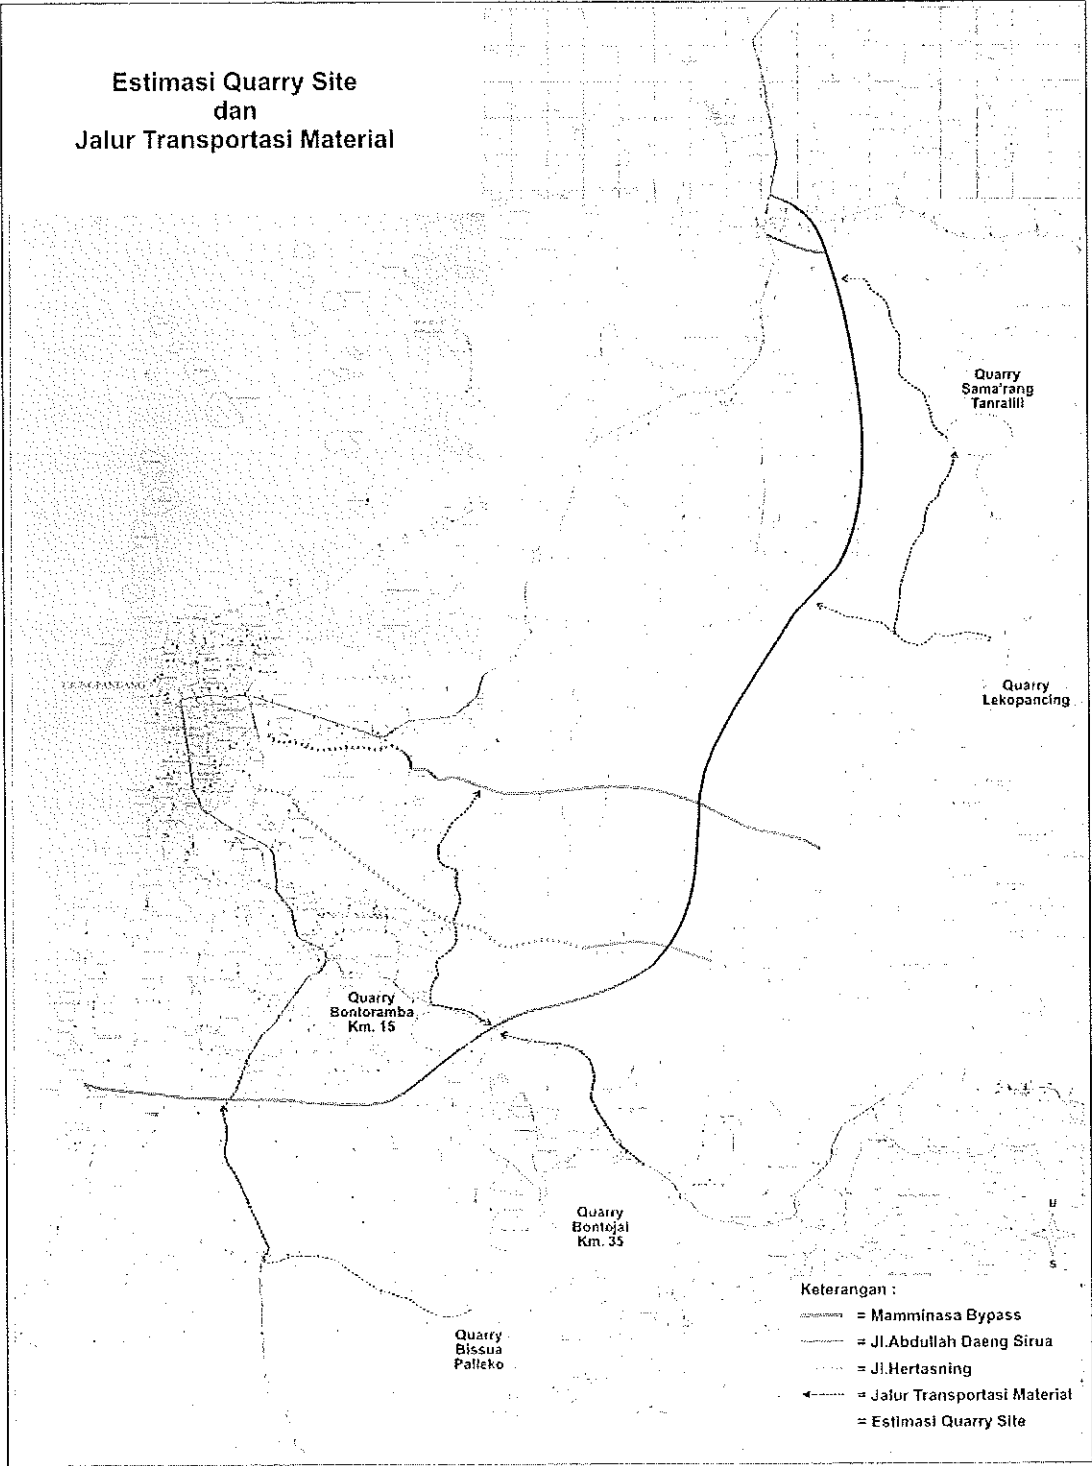 Estimasi Quarry Site
dan
Jalur Transportasi Material
Quarry
Sama'rang
Tanralili
Quarry
Lekopancing
Quarry
Bontoramba
Km. 15
Quarry
Bontojai
Km. 35
Quarry
Bissua
Palleko
U
S
Keterangan :
= Mamminasa Bypass
= Jl.Abdullah Daeng Sirua
= Jl.Hertasning
= Jalur Transportasi Material
= Estimasi Quarry Site